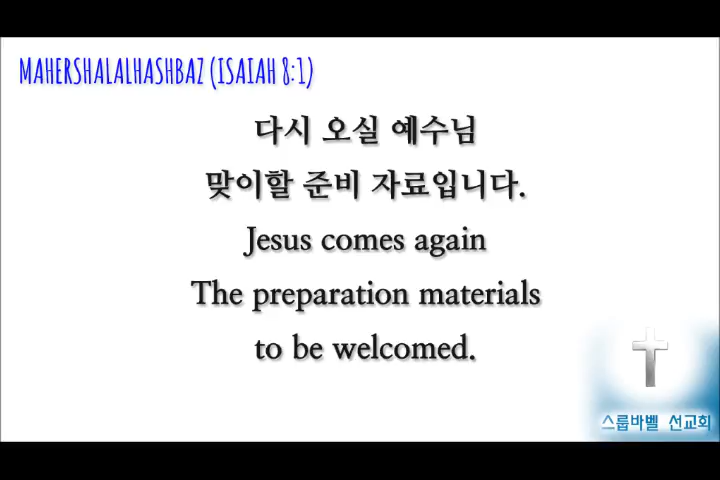 MAHERSHALALHASHBAZ (ISAIAH 8:1)
다시 오실 예수님
맞이할 준비 자료입니다.
Jesus comes again
The preparation materials
to be welcomed.
스룹바벨 선교회